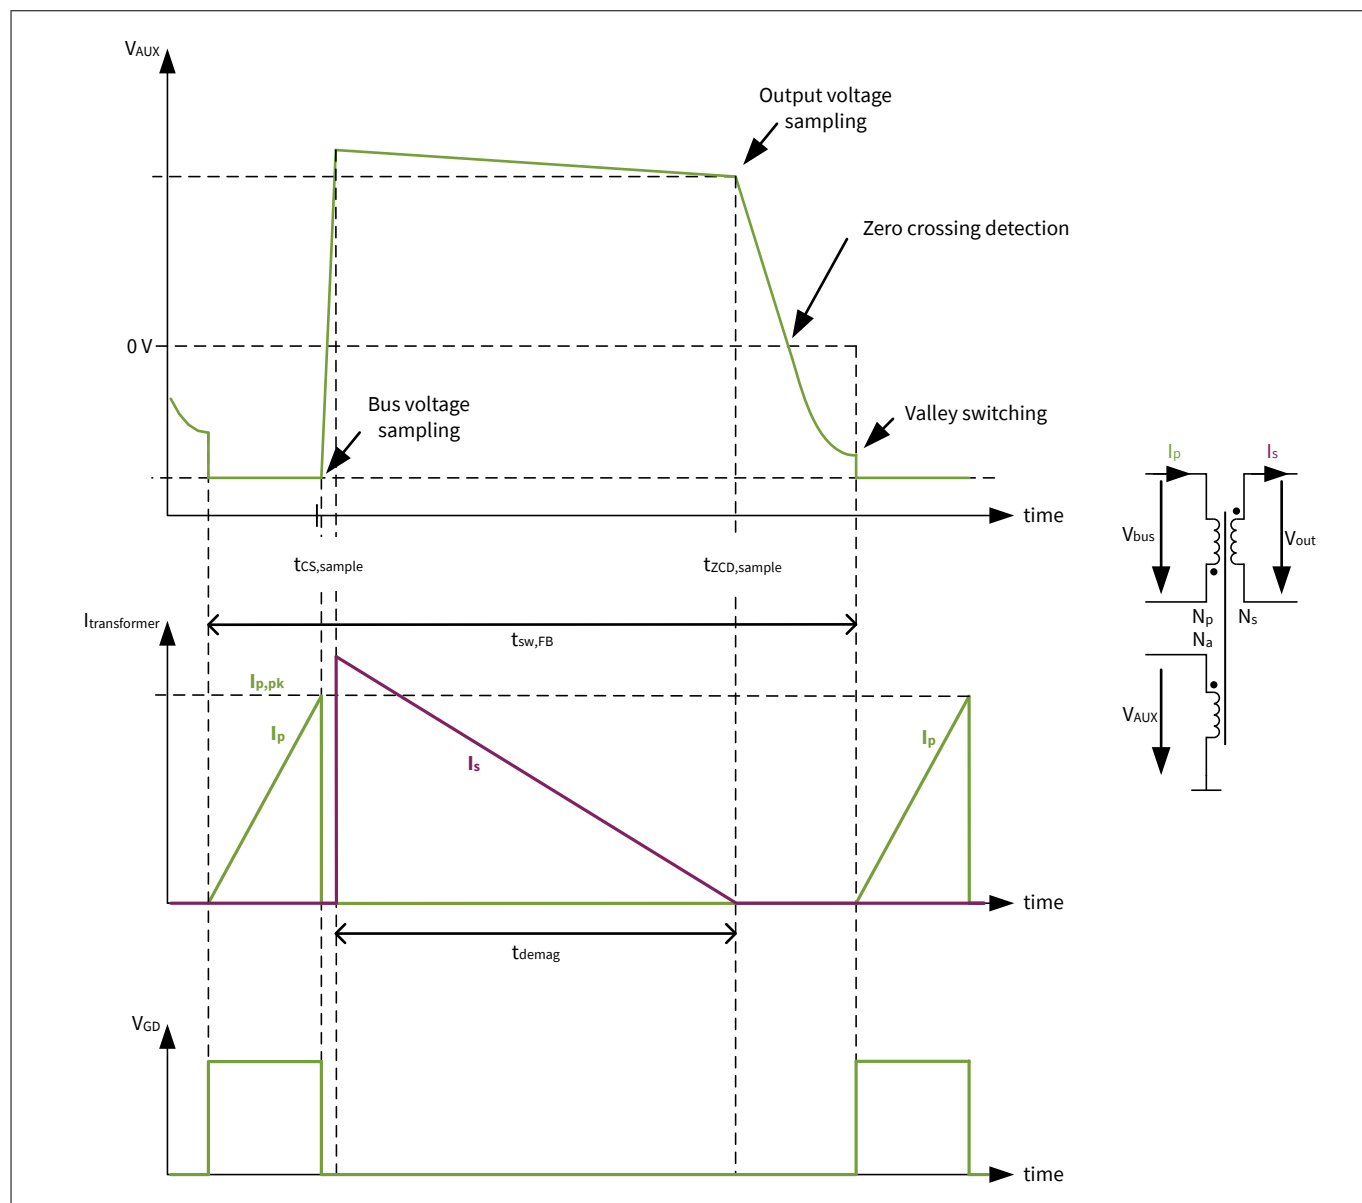 VAUX
Output voltage
sampling
Zero crossing detection
0 V
Bus voltage
sampling
Valley switching
time
tCS,sample
tZCD,sample
Itransformer
tsw,FB
Ip,pk
Ip
Is
Ip
time
tdemag
VGD
time
Ip
Is
Vbus
Vout
Np
Ns
Na
VAUX